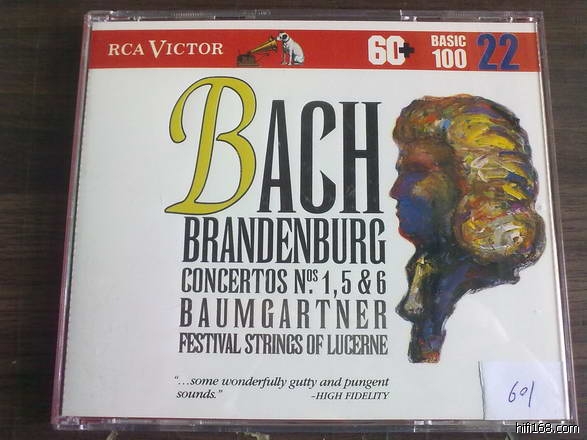 RCA VICTOR
60+
BASIC
100
22
BACH
BRANDENBURG
CONCERTOS NOS. 1, 5 & 6
BAUMGARTNER
FESTIVAL STRINGS OF LUCERNE
“...some wonderfully gutty and pungent
sounds.” –HIGH FIDELITY
601
hifi168.com